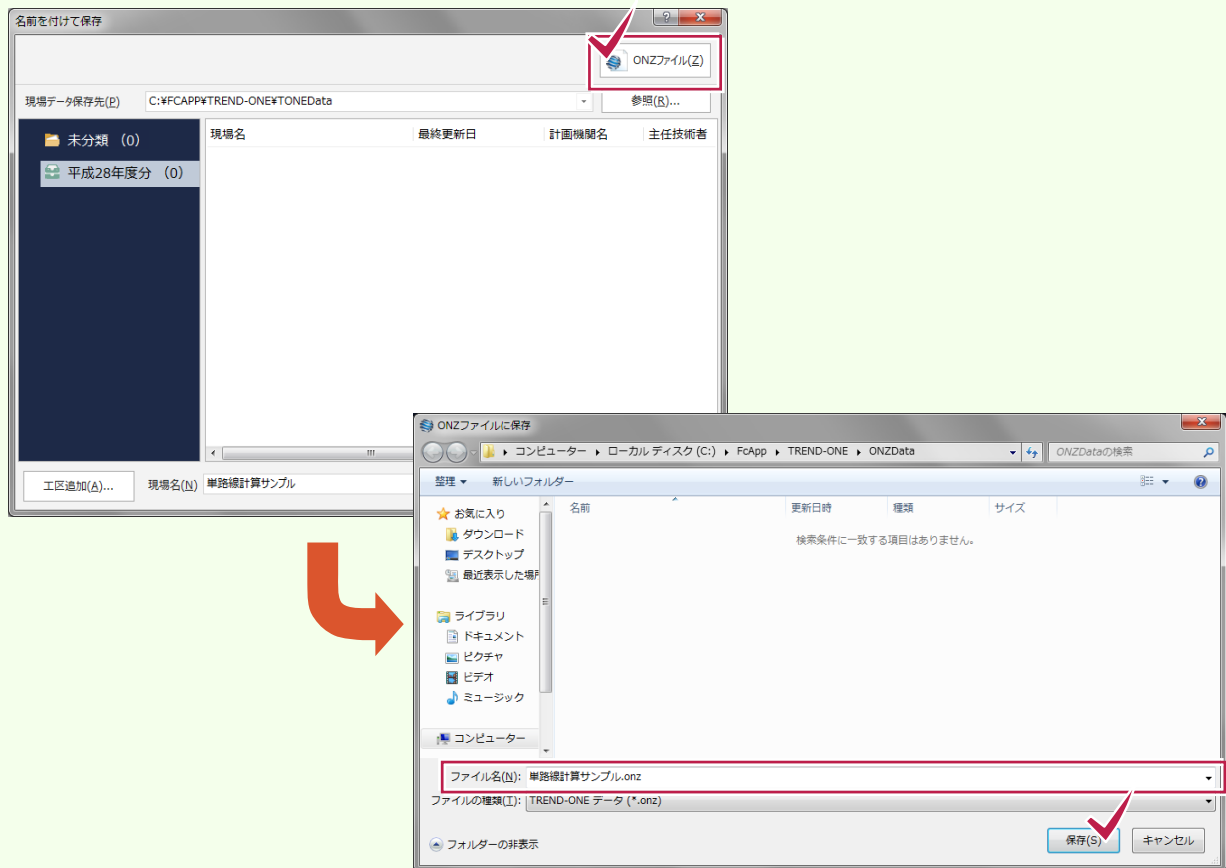 名前を付けて保存
ONZファイル(Z)
現場データ保存先(P) C:¥FCAPP¥TREND-ONE¥TONEData 参照(R)...
未分類 (0)
平成28年度分 (0)
現場名 最終更新日 計画機関名 主任技術者
工区追加(A)... 現場名(N) 単路線計算サンプル
ONZファイルに保存
コンピューター ローカル ディスク (C:) FcApp TREND-ONE ONZData ONZDataの検索
整理 新しいフォルダー
お気に入り
ダウンロード
デスクトップ
最近表示した場所
ライブラリ
ドキュメント
ピクチャ
ビデオ
ミュージック
コンピューター
名前 更新日時 種類 サイズ
検索条件に一致する項目はありません。
ファイル名(N): 単路線計算サンプル.onz
ファイルの種類(T): TREND-ONE データ (*.onz)
フォルダーの非表示 保存(S) キャンセル